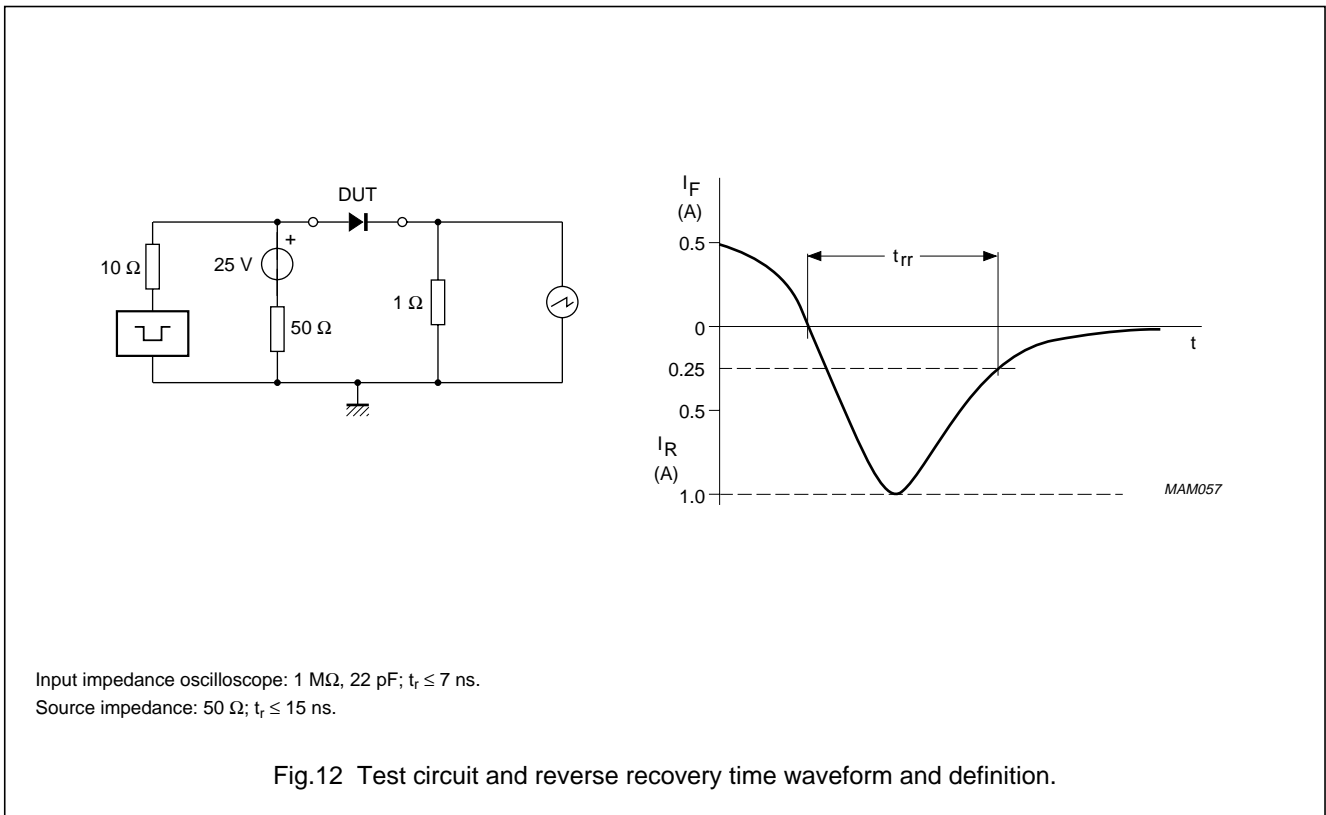 DUT
+
10 Ω
25 V
50 Ω
1 Ω
I_F
(A)
0.5
t_rr
0
t
0.25
0.5
I_R
(A)
1.0
MAM057
Input impedance oscilloscope: 1 MΩ, 22 pF; t_r ≤ 7 ns.
Source impedance: 50 Ω; t_r ≤ 15 ns.
Fig.12 Test circuit and reverse recovery time waveform and definition.